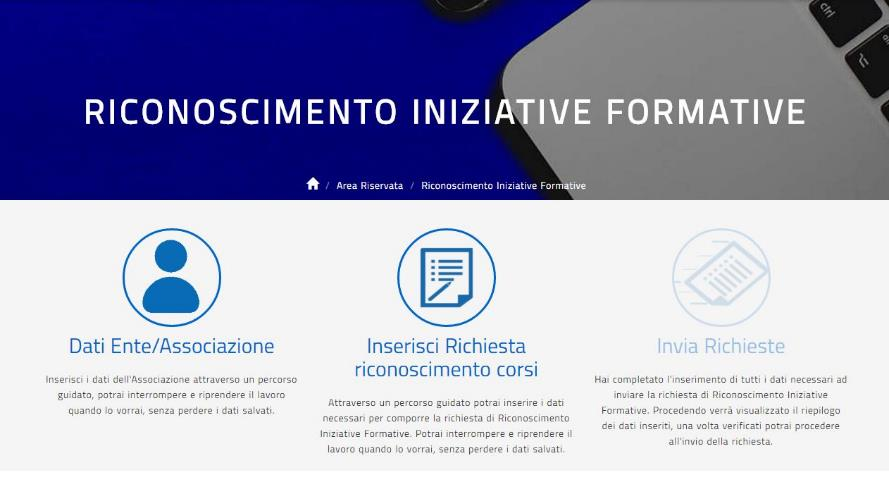 ctrl
RICONOSCIMENTO INIZIATIVE FORMATIVE
/ Area Riservata / Riconoscimento Iniziative Formative
Dati Ente/Associazione
Inserisci i dati dell'Associazione attraverso un percorso
guidato, potrai interrompere e riprendere il lavoro
quando lo vorrai, senza perdere i dati salvati.
Inserisci Richiesta
riconoscimento corsi
Attraverso un percorso guidato potrai inserire i dati
necessari per comporre la richiesta di Riconoscimento
Iniziative Formative. Potrai interrompere e riprendere il
lavoro quando lo vorrai, senza perdere i dati salvati.
Invia Richieste
Hai completato l'inserimento di tutti i dati necessari ad
inviare la richiesta di Riconoscimento Iniziative
Formative. Procedendo verrà visualizzato il riepilogo
dei dati inseriti, una volta verificati potrai procedere
all'invio della richiesta.